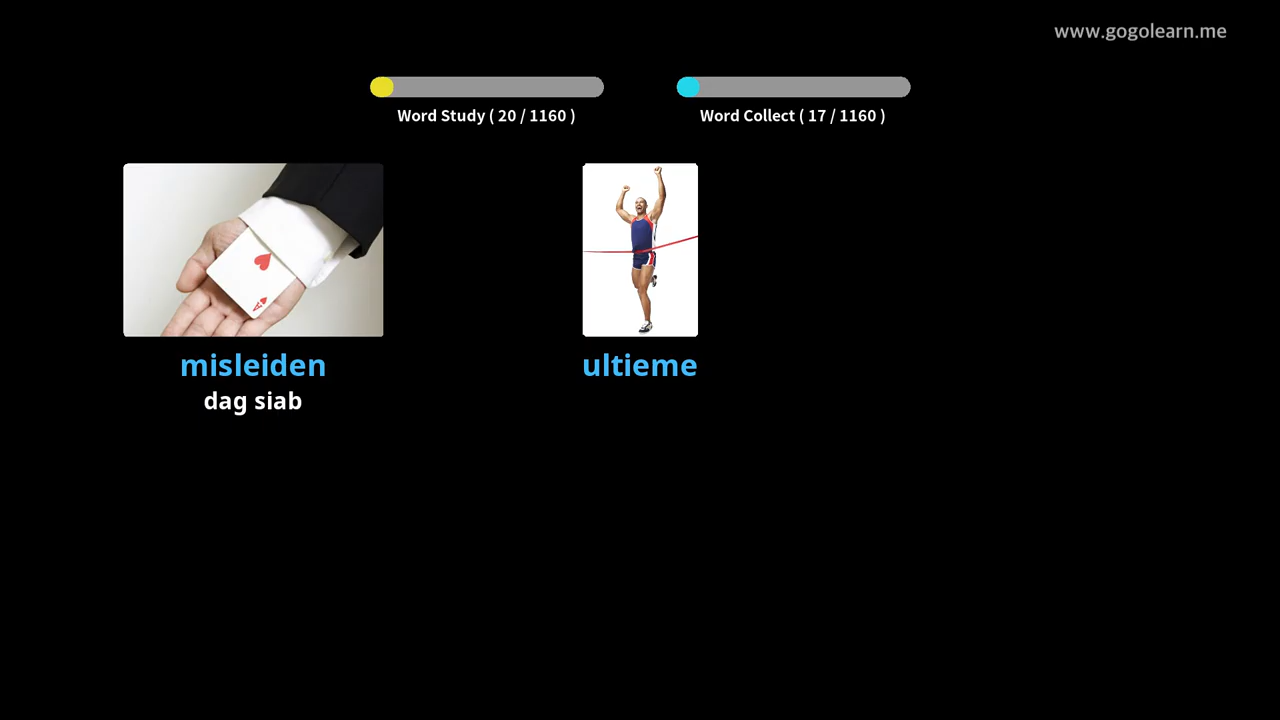 www.gogolearn.me
Word Study ( 20 / 1160 )
Word Collect ( 17 / 1160 )
misleiden
dag siab
ultieme